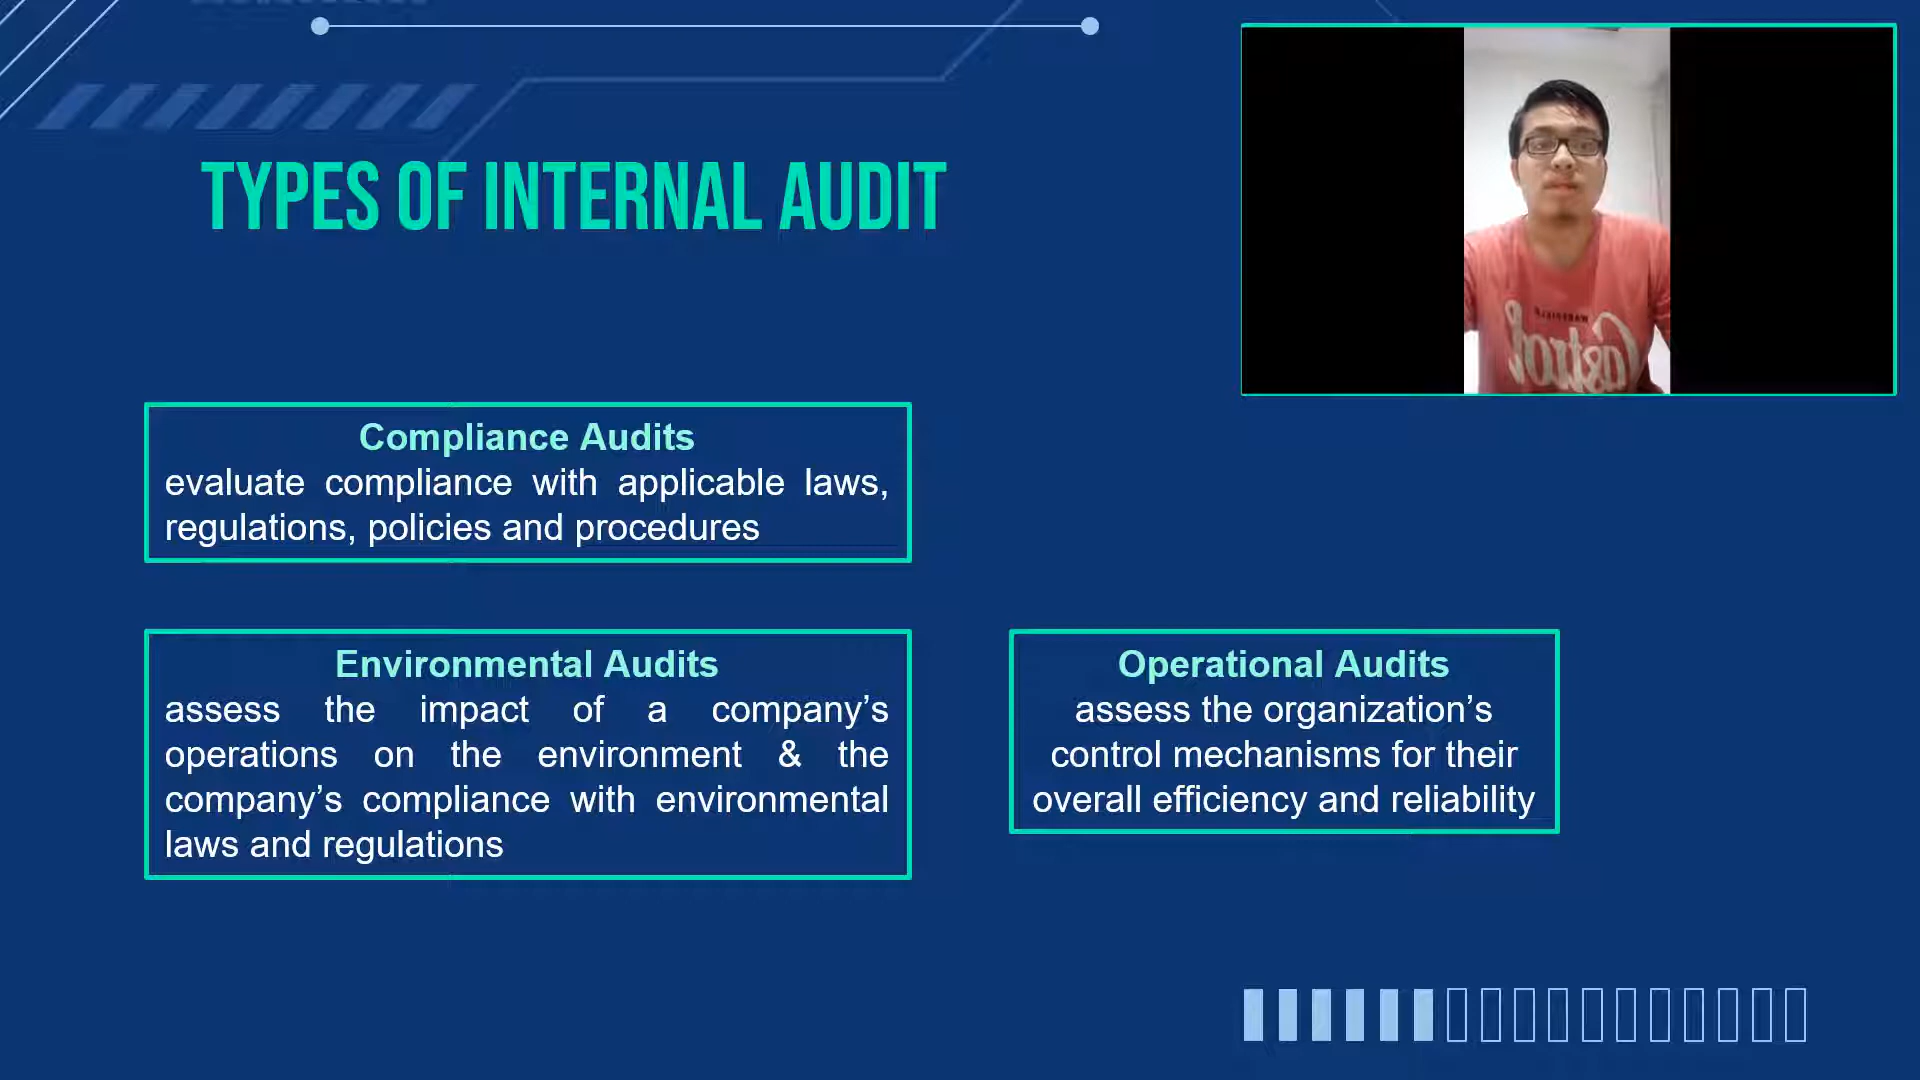 TYPES OF INTERNAL AUDIT
Compliance Audits
evaluate compliance with applicable laws,
regulations, policies and procedures
Environmental Audits
assess the impact of a company’s
operations on the environment & the
company’s compliance with environmental
laws and regulations
Operational Audits
assess the organization’s
control mechanisms for their
overall efficiency and reliability
Castrol